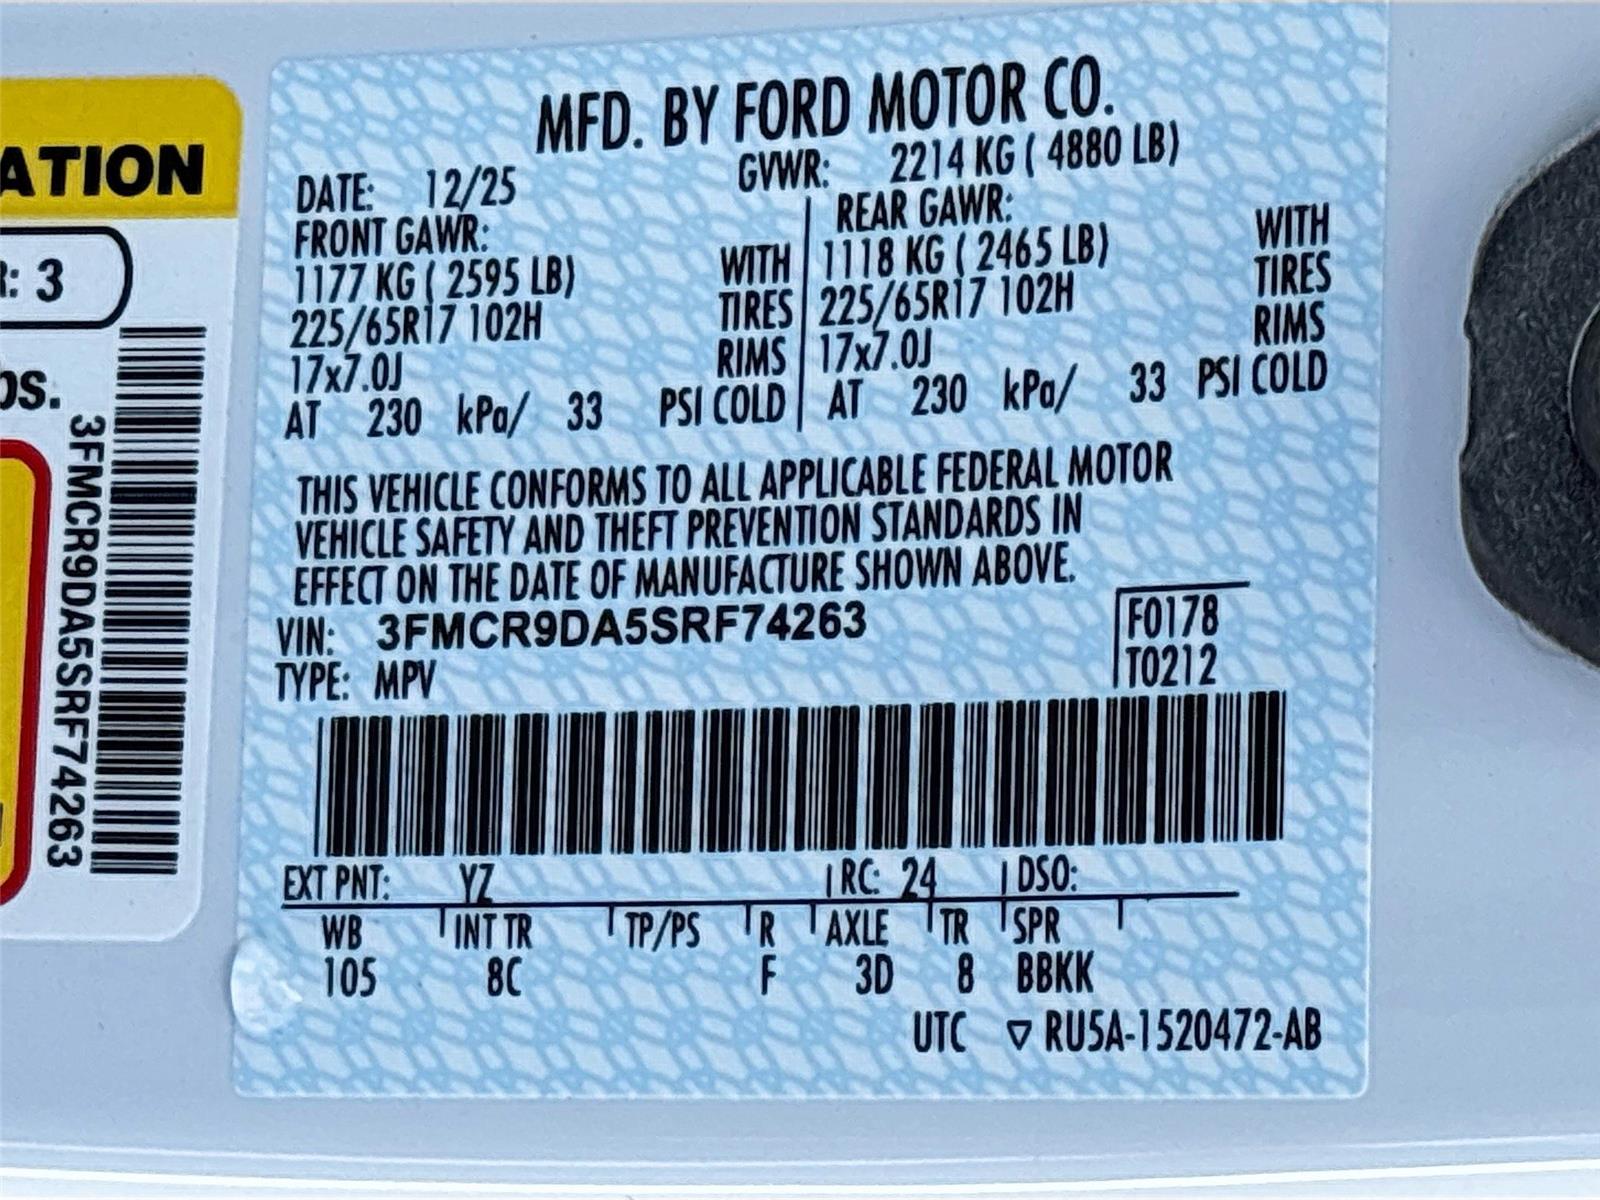 ATION
: 3
bs.
3FMCR9DA5SRF74263
MFD. BY FORD MOTOR CO.
DATE: 12/25 GVWR: 2214 KG ( 4880 LB)
FRONT GAWR: REAR GAWR:
1177 KG ( 2595 LB) WITH 1118 KG ( 2465 LB) WITH
225/65R17 102H TIRES 225/65R17 102H TIRES
17x7.0J RIMS 17x7.0J RIMS
AT 230 kPa/ 33 PSI COLD AT 230 kPa/ 33 PSI COLD
THIS VEHICLE CONFORMS TO ALL APPLICABLE FEDERAL MOTOR
VEHICLE SAFETY AND THEFT PREVENTION STANDARDS IN
EFFECT ON THE DATE OF MANUFACTURE SHOWN ABOVE.
VIN: 3FMCR9DA5SRF74263 F0178
TYPE: MPV T0212
EXT PNT: YZ RC: 24 DSO:
WB INT TR TP/PS R AXLE TR SPR
105 8C F 3D 8 BBKK
UTC ▽ RU5A-1520472-AB